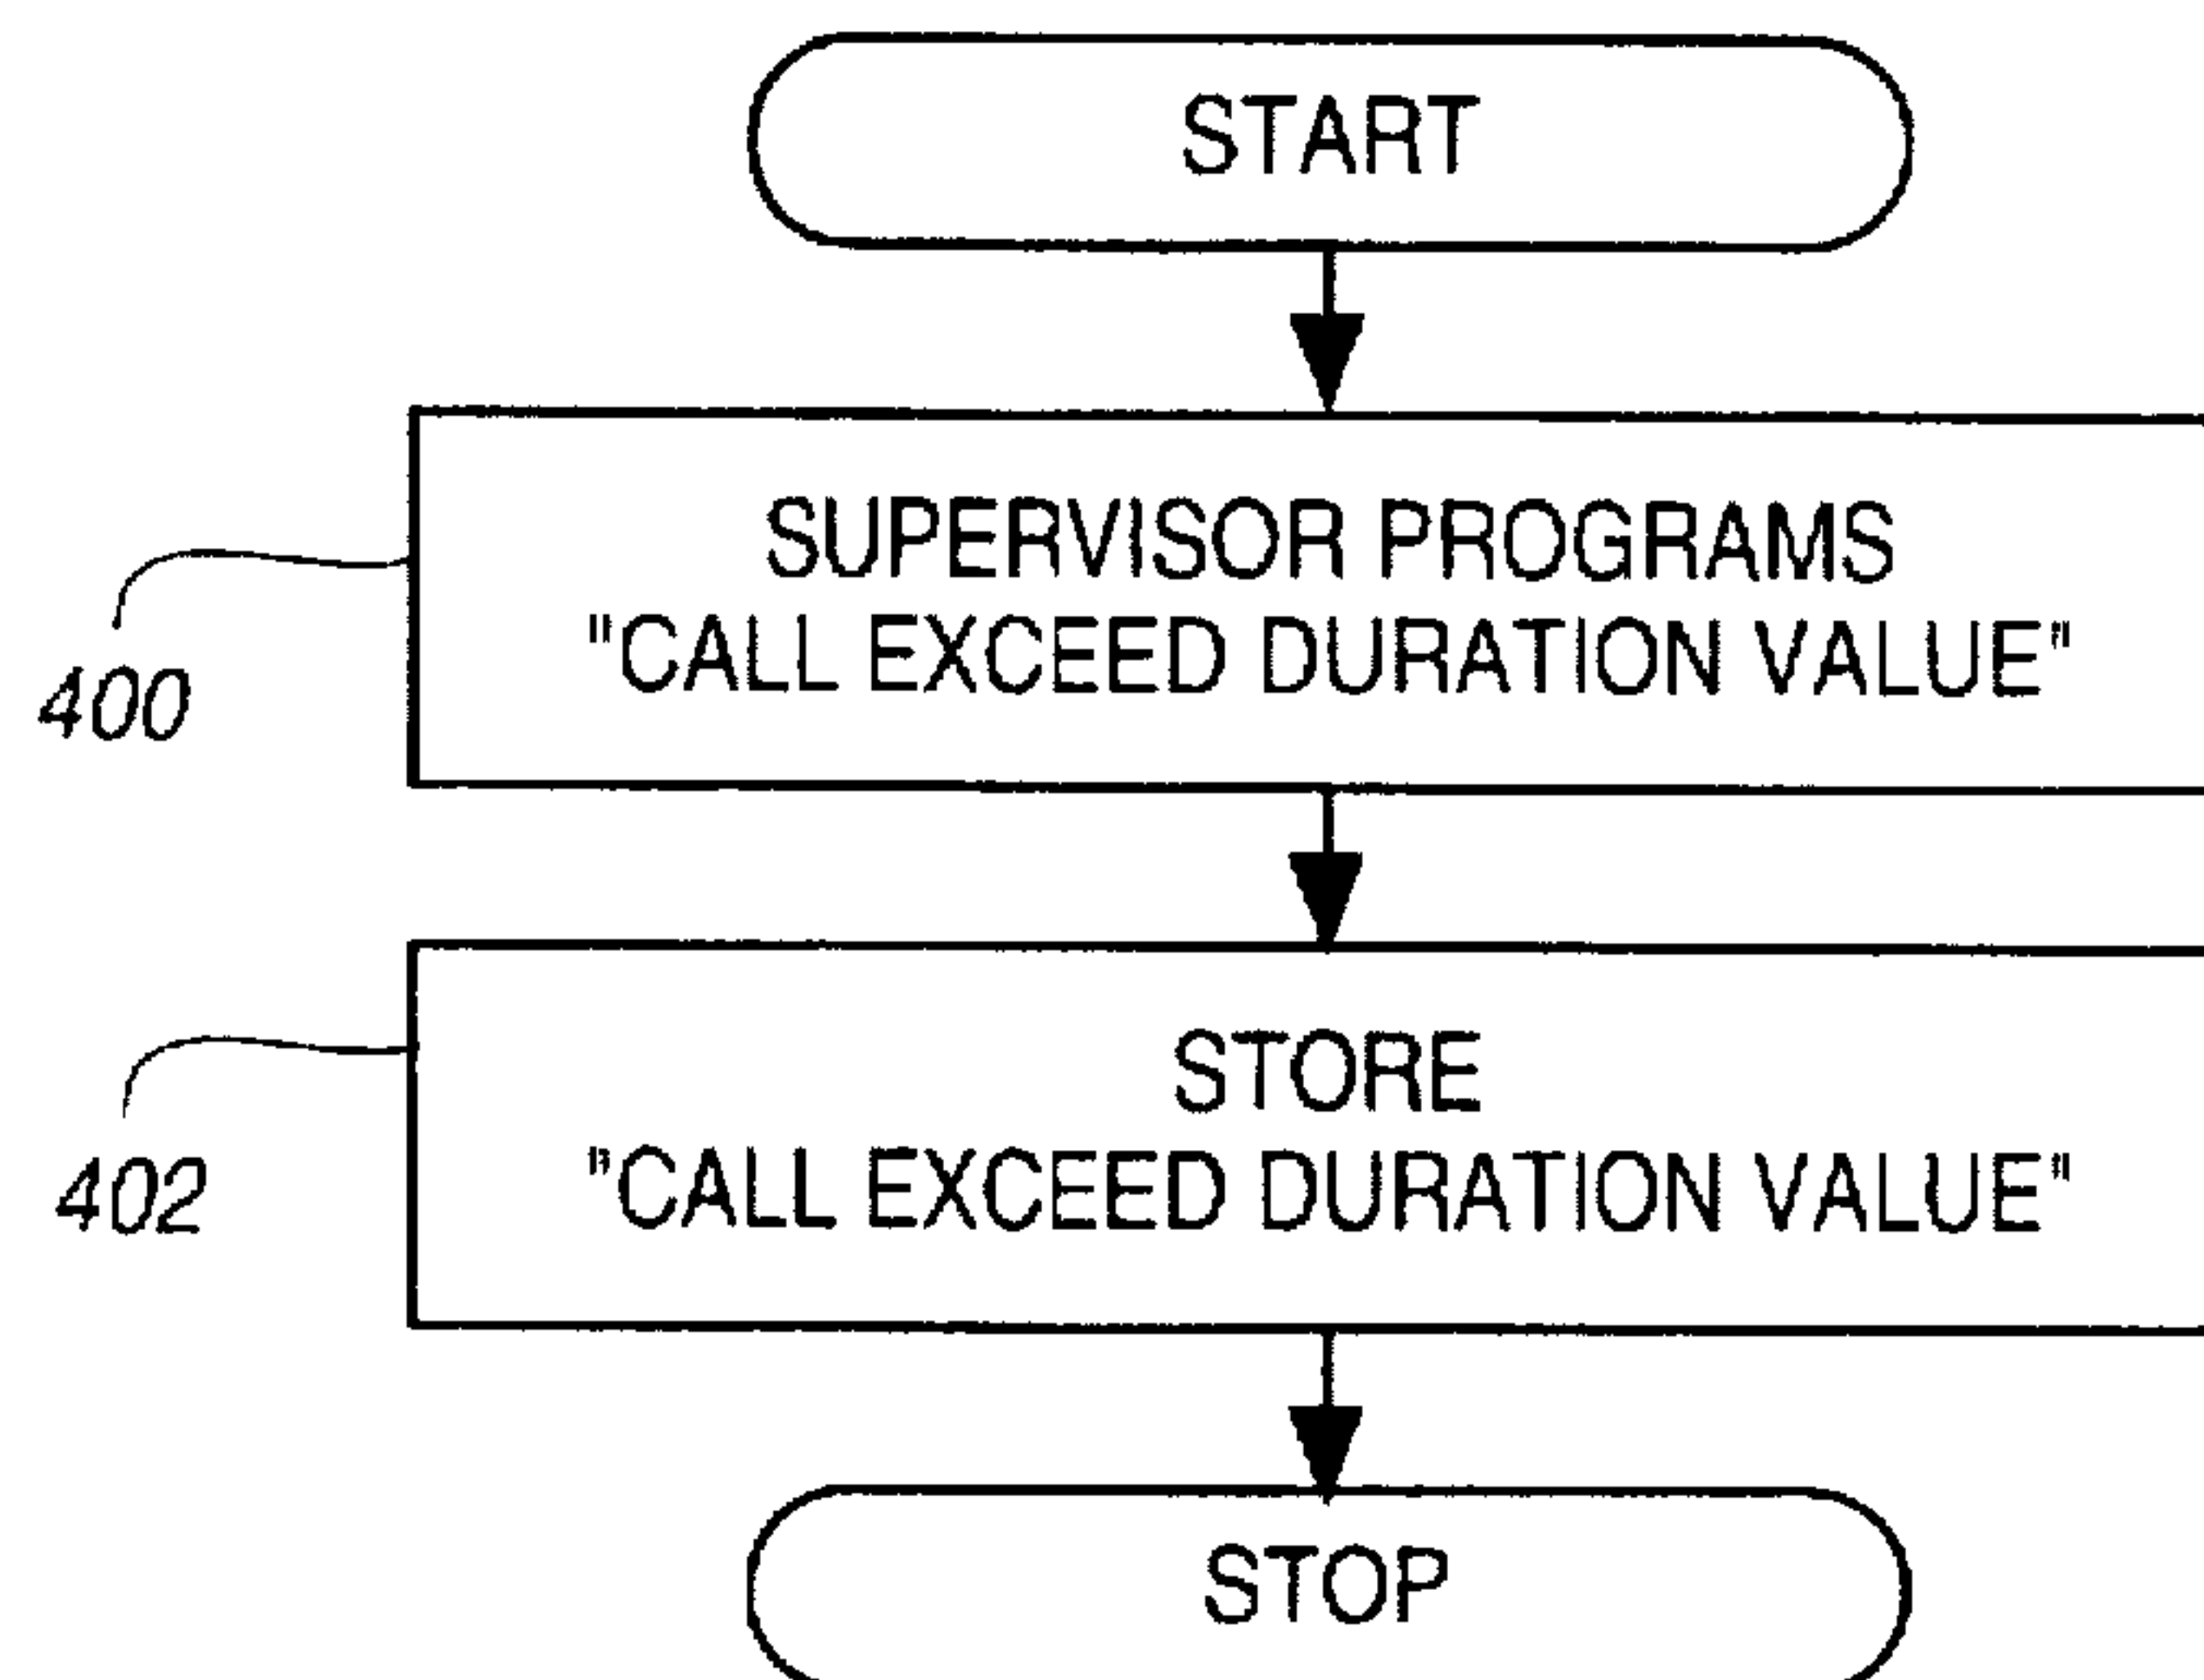 START
SUPERVISOR PROGRAMS
"CALL EXCEED DURATION VALUE"
400
STORE
"CALL EXCEED DURATION VALUE"
402
STOP